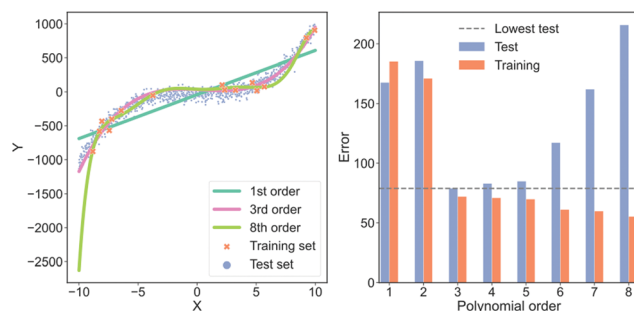 1000
500
0
−500
−1000
−1500
−2000
−2500
Y
−10
−5
0
5
10
X
1st order
3rd order
8th order
Training set
Test set
200
150
100
50
0
Error
Lowest test
Test
Training
1 2 3 4 5 6 7 8
Polynomial order